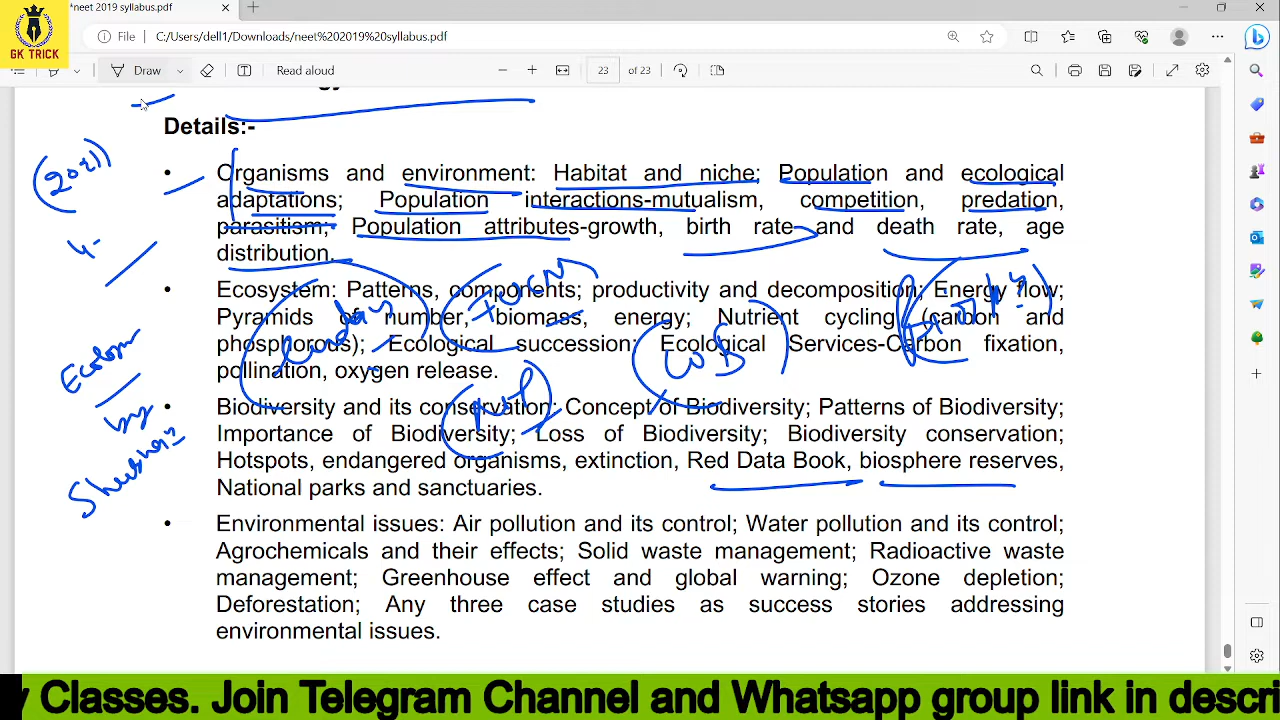 *neet 2019 syllabus.pdf
GK TRICK
File
C:/Users/dell1/Downloads/neet%202019%20syllabus.pdf
Draw
Read aloud
23
of 23
Details:-
• Organisms and environment: Habitat and niche; Population and ecological
adaptations; Population interactions-mutualism, competition, predation,
parasitism; Population attributes-growth, birth rate and death rate, age
distribution.
• Ecosystem: Patterns, components; productivity and decomposition; Energy flow;
Pyramids of number, biomass, energy; Nutrient cycling (carbon and
phosphorous); Ecological succession; Ecological Services-Carbon fixation,
pollination, oxygen release.
• Biodiversity and its conservation: Concept of Biodiversity; Patterns of Biodiversity;
Importance of Biodiversity; Loss of Biodiversity; Biodiversity conservation;
Hotspots, endangered organisms, extinction, Red Data Book, biosphere reserves,
National parks and sanctuaries.
• Environmental issues: Air pollution and its control; Water pollution and its control;
Agrochemicals and their effects; Solid waste management; Radioactive waste
management; Greenhouse effect and global warming; Ozone depletion;
Deforestation; Any three case studies as success stories addressing
environmental issues.
IUCN
by
y Classes. Join Telegram Channel and Whatsapp group link in descri